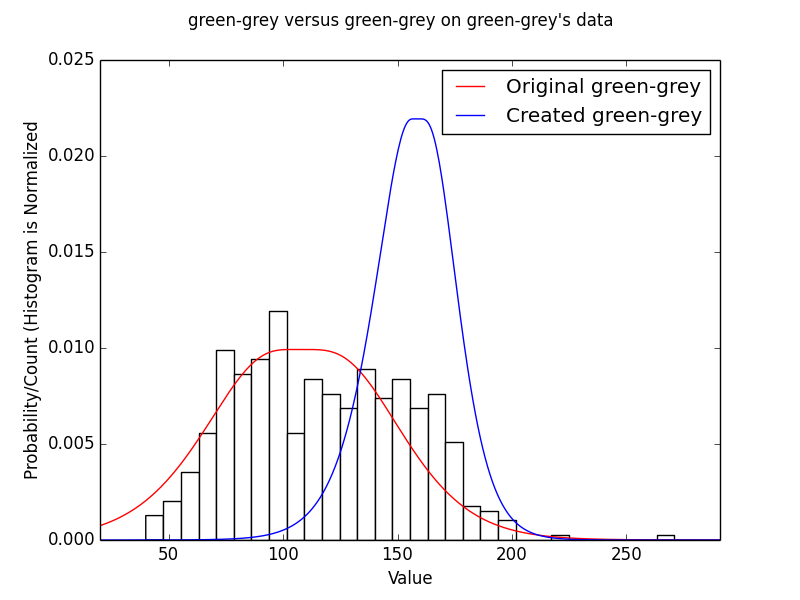 green-grey versus green-grey on green-grey's data
0.025
Original green-grey
Created green-grey
0.020
0.015
0.010
0.005
0.000
Probability/Count (Histogram is Normalized
50 100 150 200 250
Value